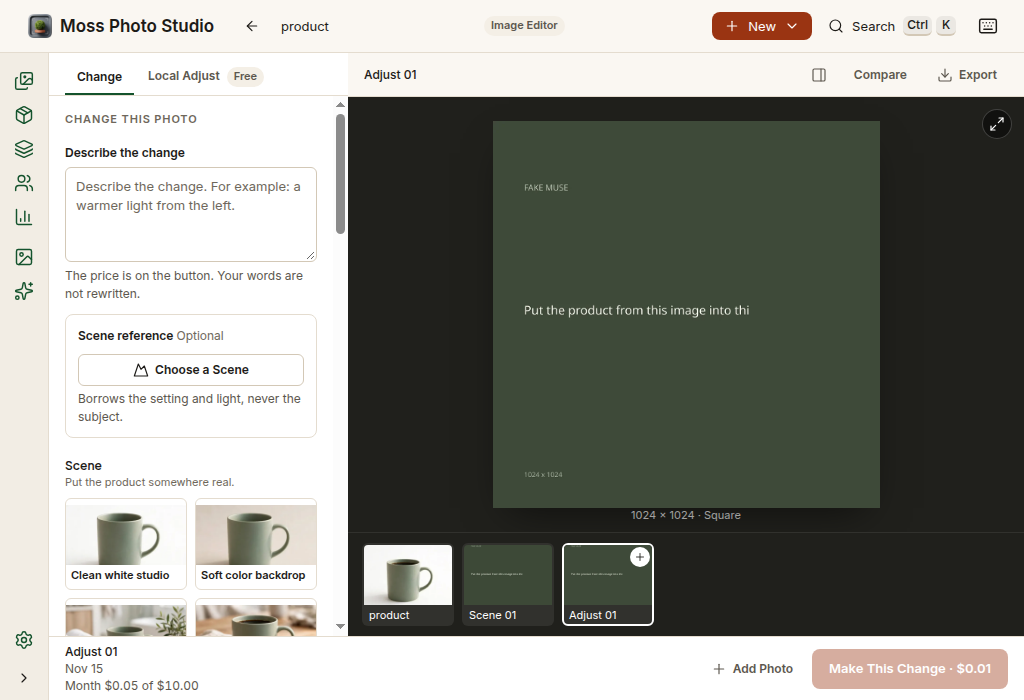 Moss Photo Studio
product
Image Editor
New
Search
Ctrl
K
Change
Local Adjust
Free
Adjust 01
Compare
Export
CHANGE THIS PHOTO
Describe the change
Describe the change. For example: a
warmer light from the left.
The price is on the button. Your words are
not rewritten.
Scene reference Optional
Choose a Scene
Borrows the setting and light, never the
subject.
Scene
Put the product somewhere real.
Clean white studio
Soft color backdrop
FAKE MUSE
Put the product from this image into thi
1024 x 1024
1024 × 1024 · Square
product
Scene 01
Adjust 01
Adjust 01
Nov 15
Month $0.05 of $10.00
Add Photo
Make This Change · $0.01